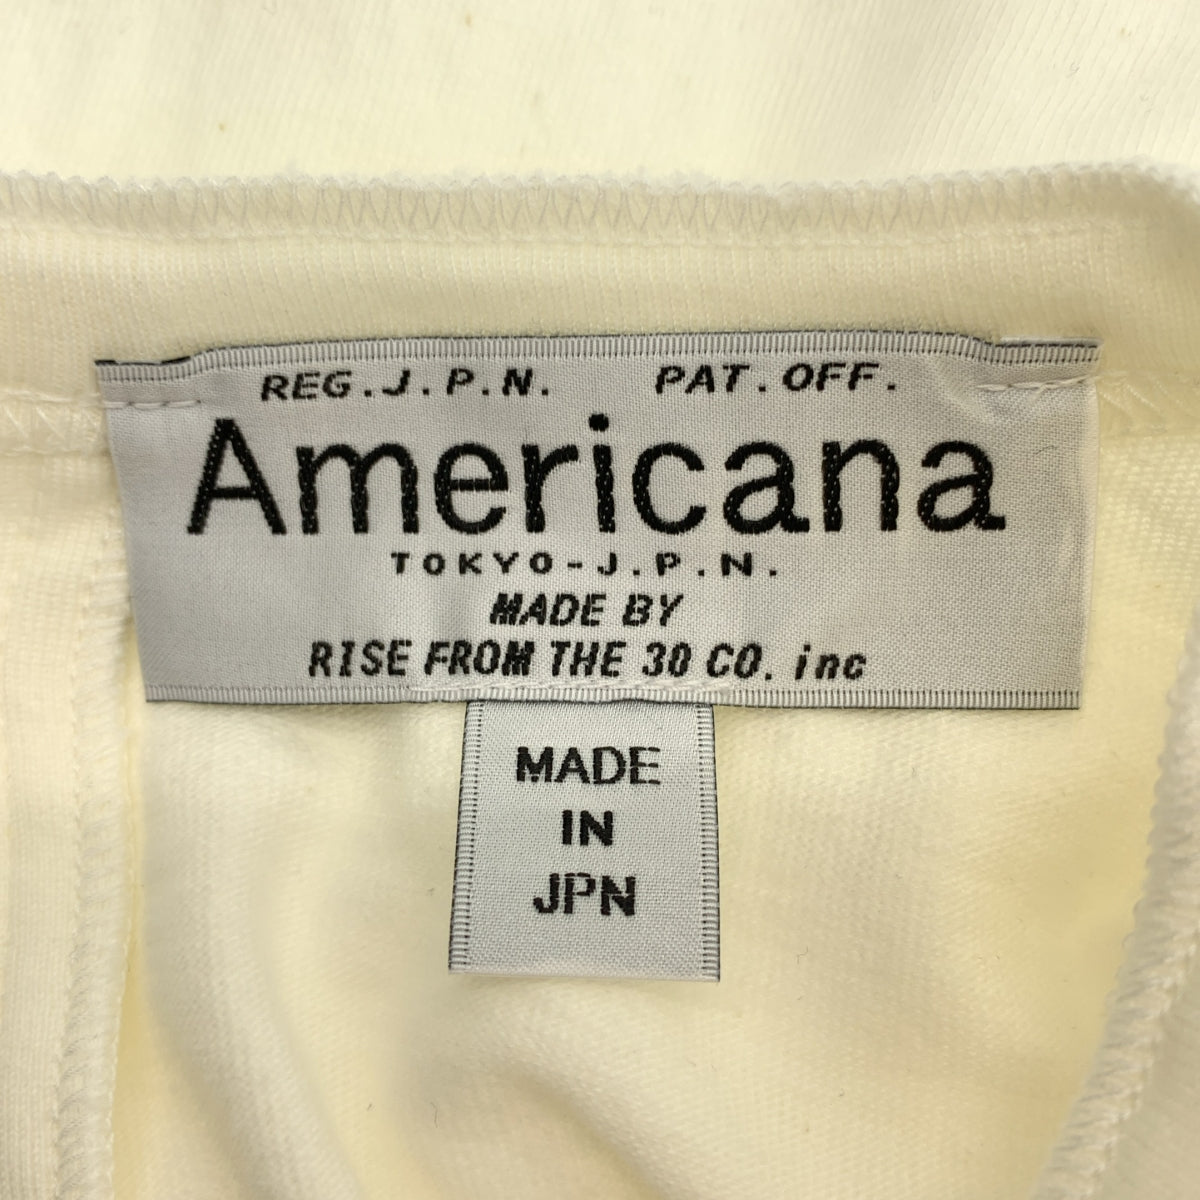 REG.J.P.N. PAT.OFF.
Americana
TOKYO-J.P.N.
MADE BY
RISE FROM THE 30 CO. inc
MADE
IN
JPN